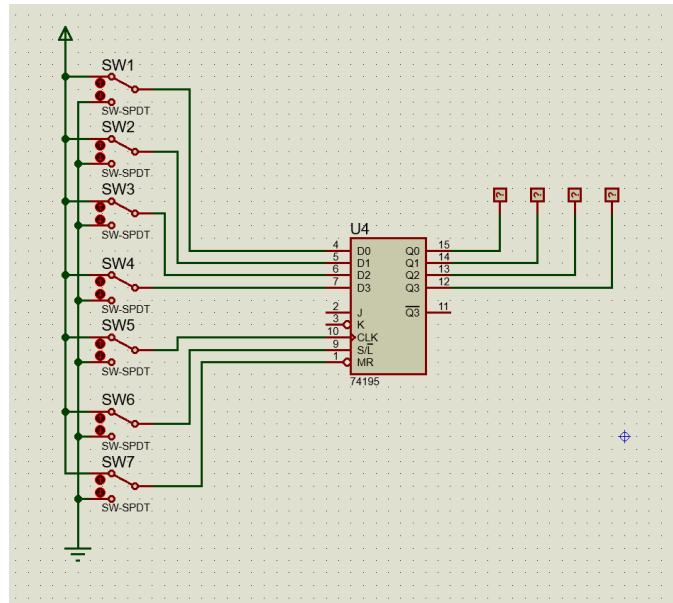 SW1
SW-SPDT
SW2
SW-SPDT
SW3
SW-SPDT
SW4
SW-SPDT
SW5
SW-SPDT
SW6
SW-SPDT
SW7
SW-SPDT
? ? ? ?
U4
4 D0 Q0 15
5 D1 Q1 14
6 D2 Q2 13
7 D3 Q3 12
2 J Q3 11
3 K
10 CLK
9 S/L
1 MR
74195